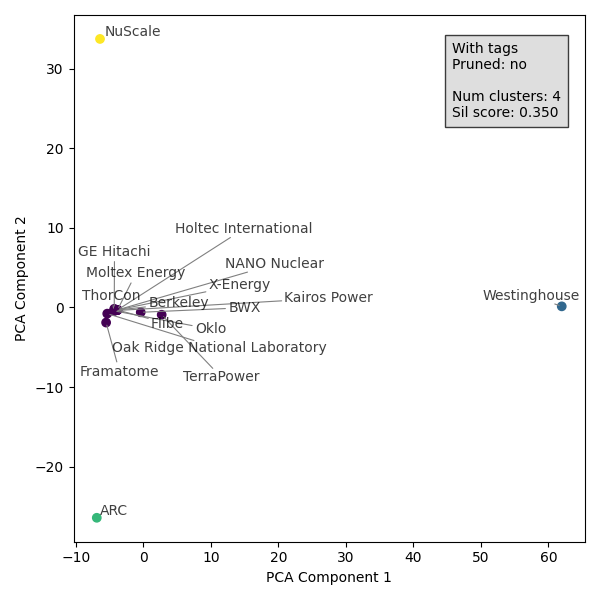 NuScale
With tags
Pruned: no
Num clusters: 4
Sil score: 0.350
Holtec International
GE Hitachi
NANO Nuclear
Moltex Energy
X-Energy
ThorCon
Berkeley
Kairos Power
Westinghouse
BWX
Flibe
Oklo
Oak Ridge National Laboratory
Framatome
TerraPower
ARC
30
20
10
0
−10
−20
−10 0 10 20 30 40 50 60
PCA Component 1
PCA Component 2